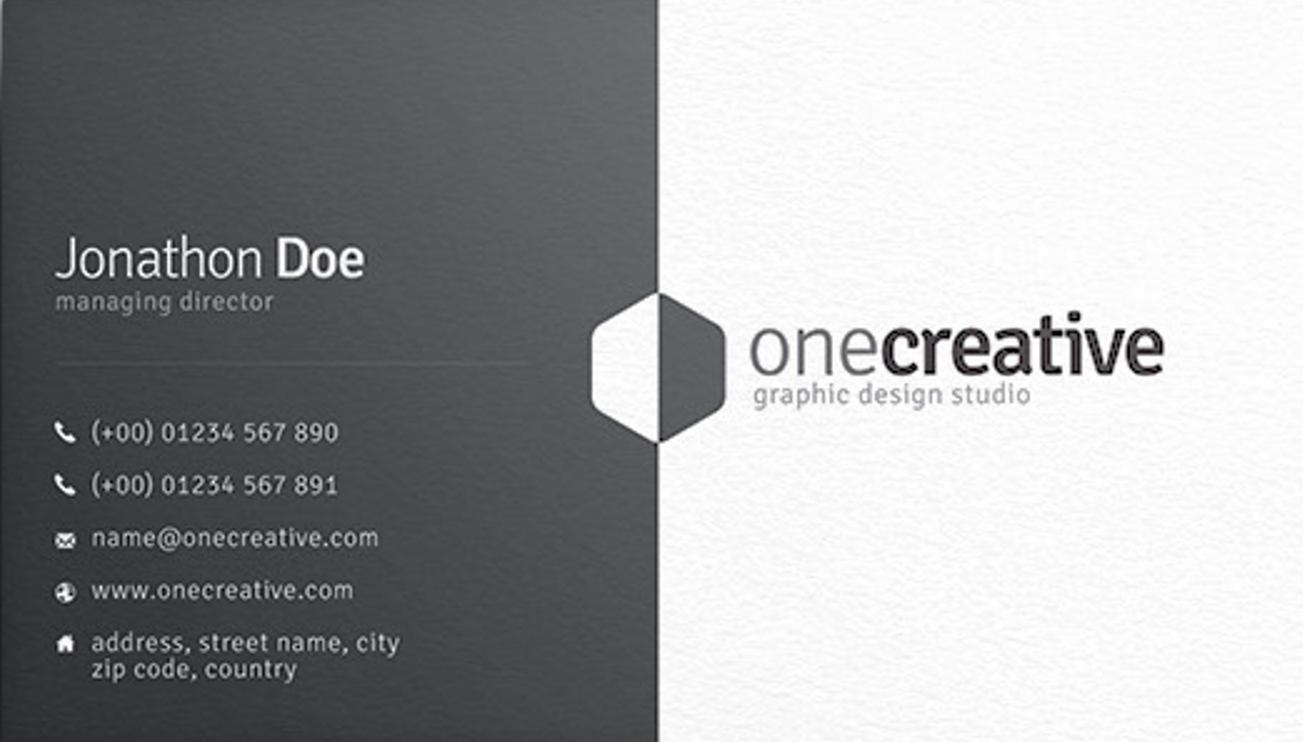 Jonathon Doe
managing director
(+00) 01234 567 890
(+00) 01234 567 891
name@onecreative.com
www.onecreative.com
address, street name, city
zip code, country
onecreative
graphic design studio